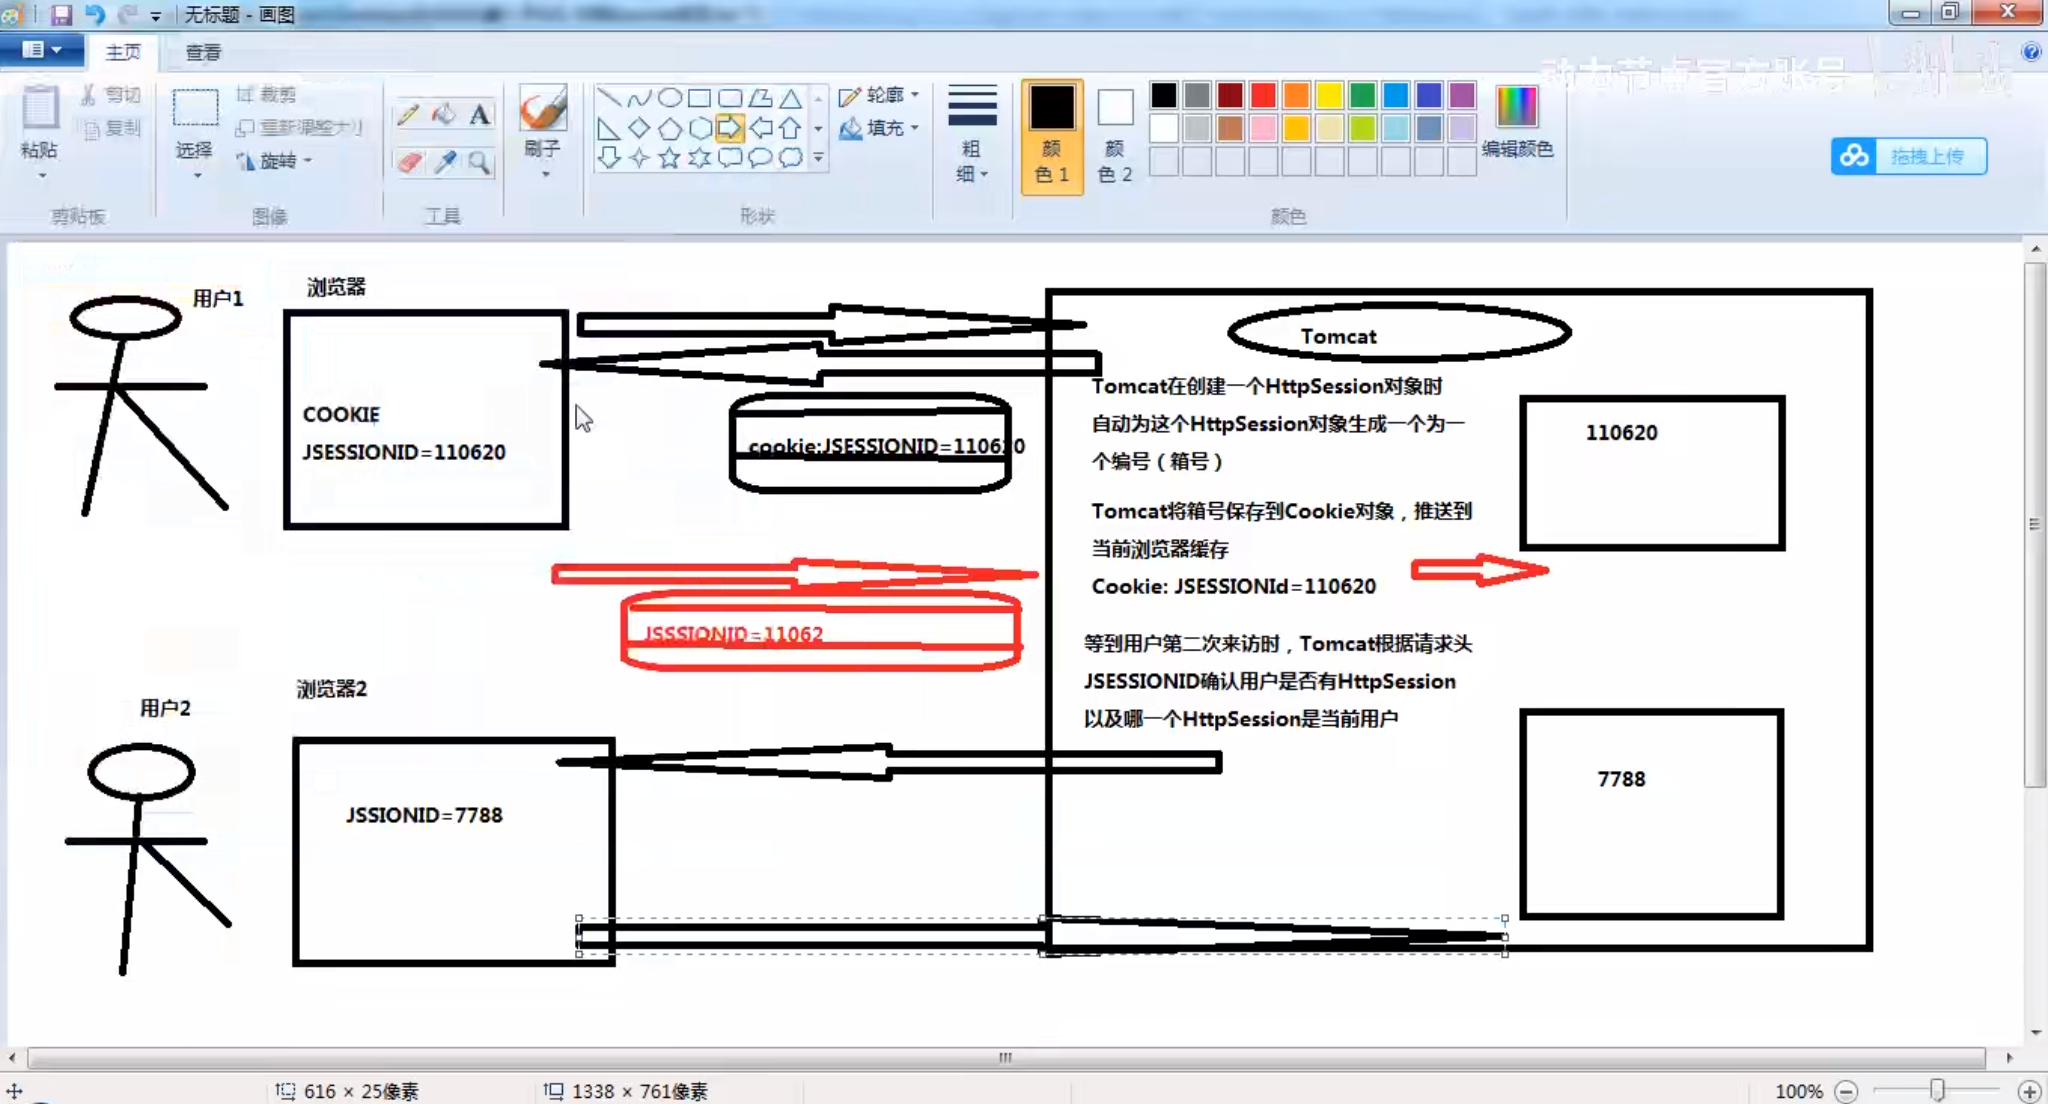 无标题 - 画图
主页
查看
动力节点官方账号
剪切
复制
粘贴
剪贴板
裁剪
重新调整大小
旋转
选择
图像
工具
刷子
轮廓
填充
形状
粗
细
颜
色 1
颜
色 2
编辑颜色
颜色
拖拽上传
用户1
浏览器
COOKIE
JSESSIONID=110620
cookie:JSESSIONID=110620
Tomcat
Tomcat在创建一个HttpSession对象时
自动为这个HttpSession对象生成一个为一
个编号（箱号）
Tomcat将箱号保存到Cookie对象，推送到
当前浏览器缓存
Cookie: JSESSIONId=110620
等到用户第二次来访时，Tomcat根据请求头
JSESSIONID确认用户是否有HttpSession
以及哪一个HttpSession是当前用户
110620
JSSSIONID=11062
用户2
浏览器2
JSSIONID=7788
7788
616 × 25像素
1338 × 761像素
100%